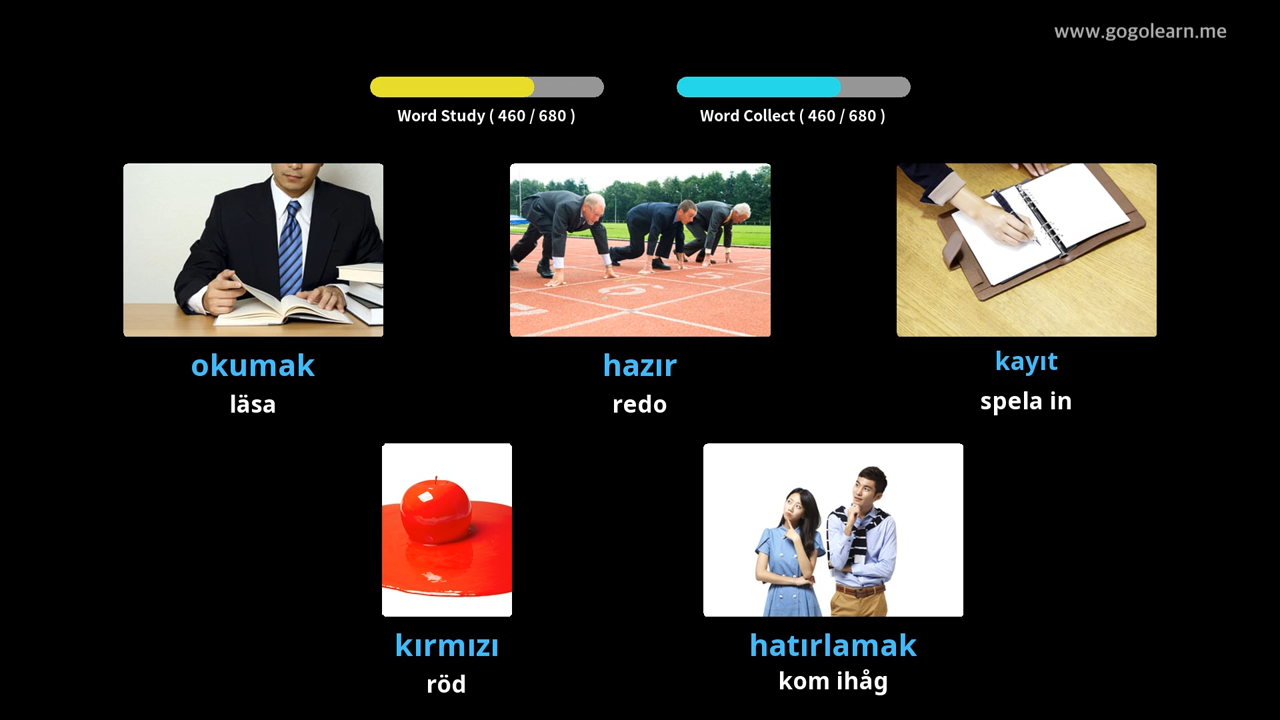 www.gogolearn.me
Word Study ( 460 / 680 )
Word Collect ( 460 / 680 )
okumak
läsa
hazır
redo
kayıt
spela in
kırmızı
röd
hatırlamak
kom ihåg